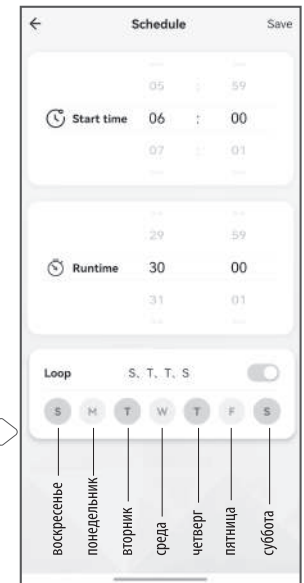 ← Schedule Save
05 : 59
Start time 06 : 00
07 : 01
29 59
Runtime 30 00
31 01
Loop S, T, T, S
S M T W T F S
воскресенье
понедельник
вторник
среда
четверг
пятница
суббота